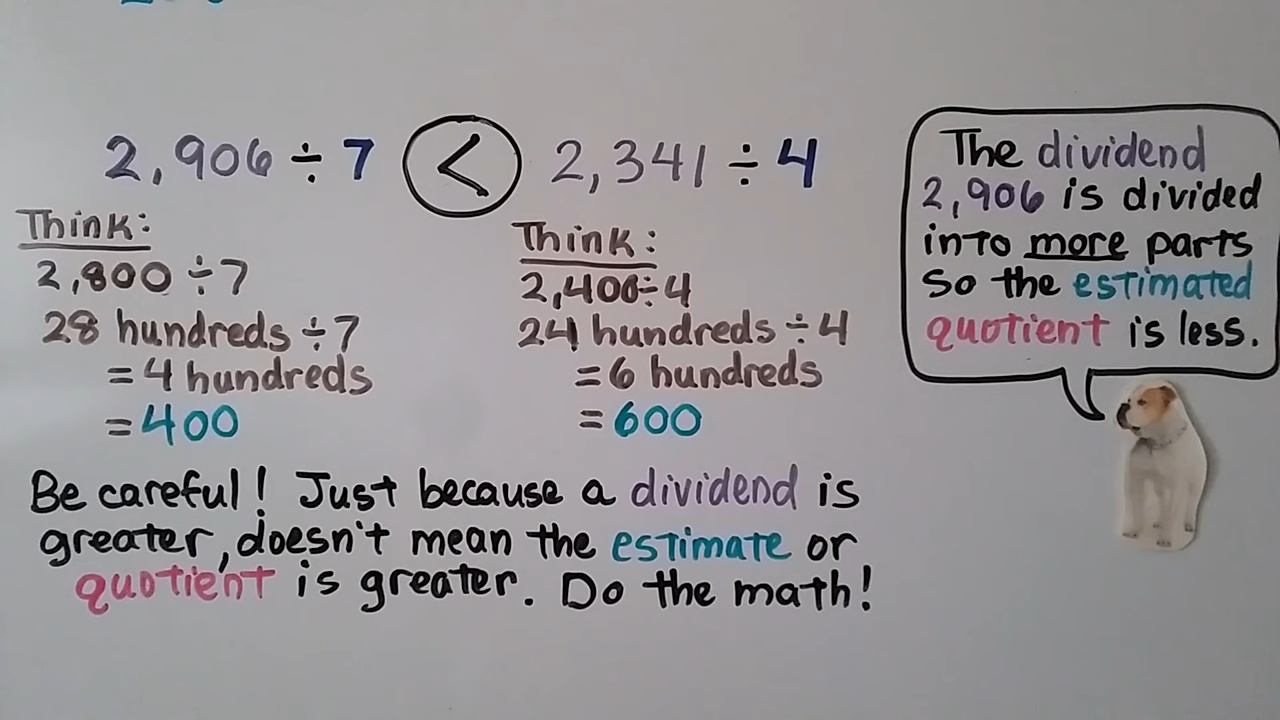 2,906 ÷ 7 < 2,341 ÷ 4
Think:
2,800 ÷ 7
28 hundreds ÷ 7
= 4 hundreds
= 400
Think:
2,400 ÷ 4
24 hundreds ÷ 4
= 6 hundreds
= 600
The dividend
2,906 is divided
into more parts
so the estimated
quotient is less.
Be careful! Just because a dividend is
greater, doesn't mean the estimate or
quotient is greater. Do the math!